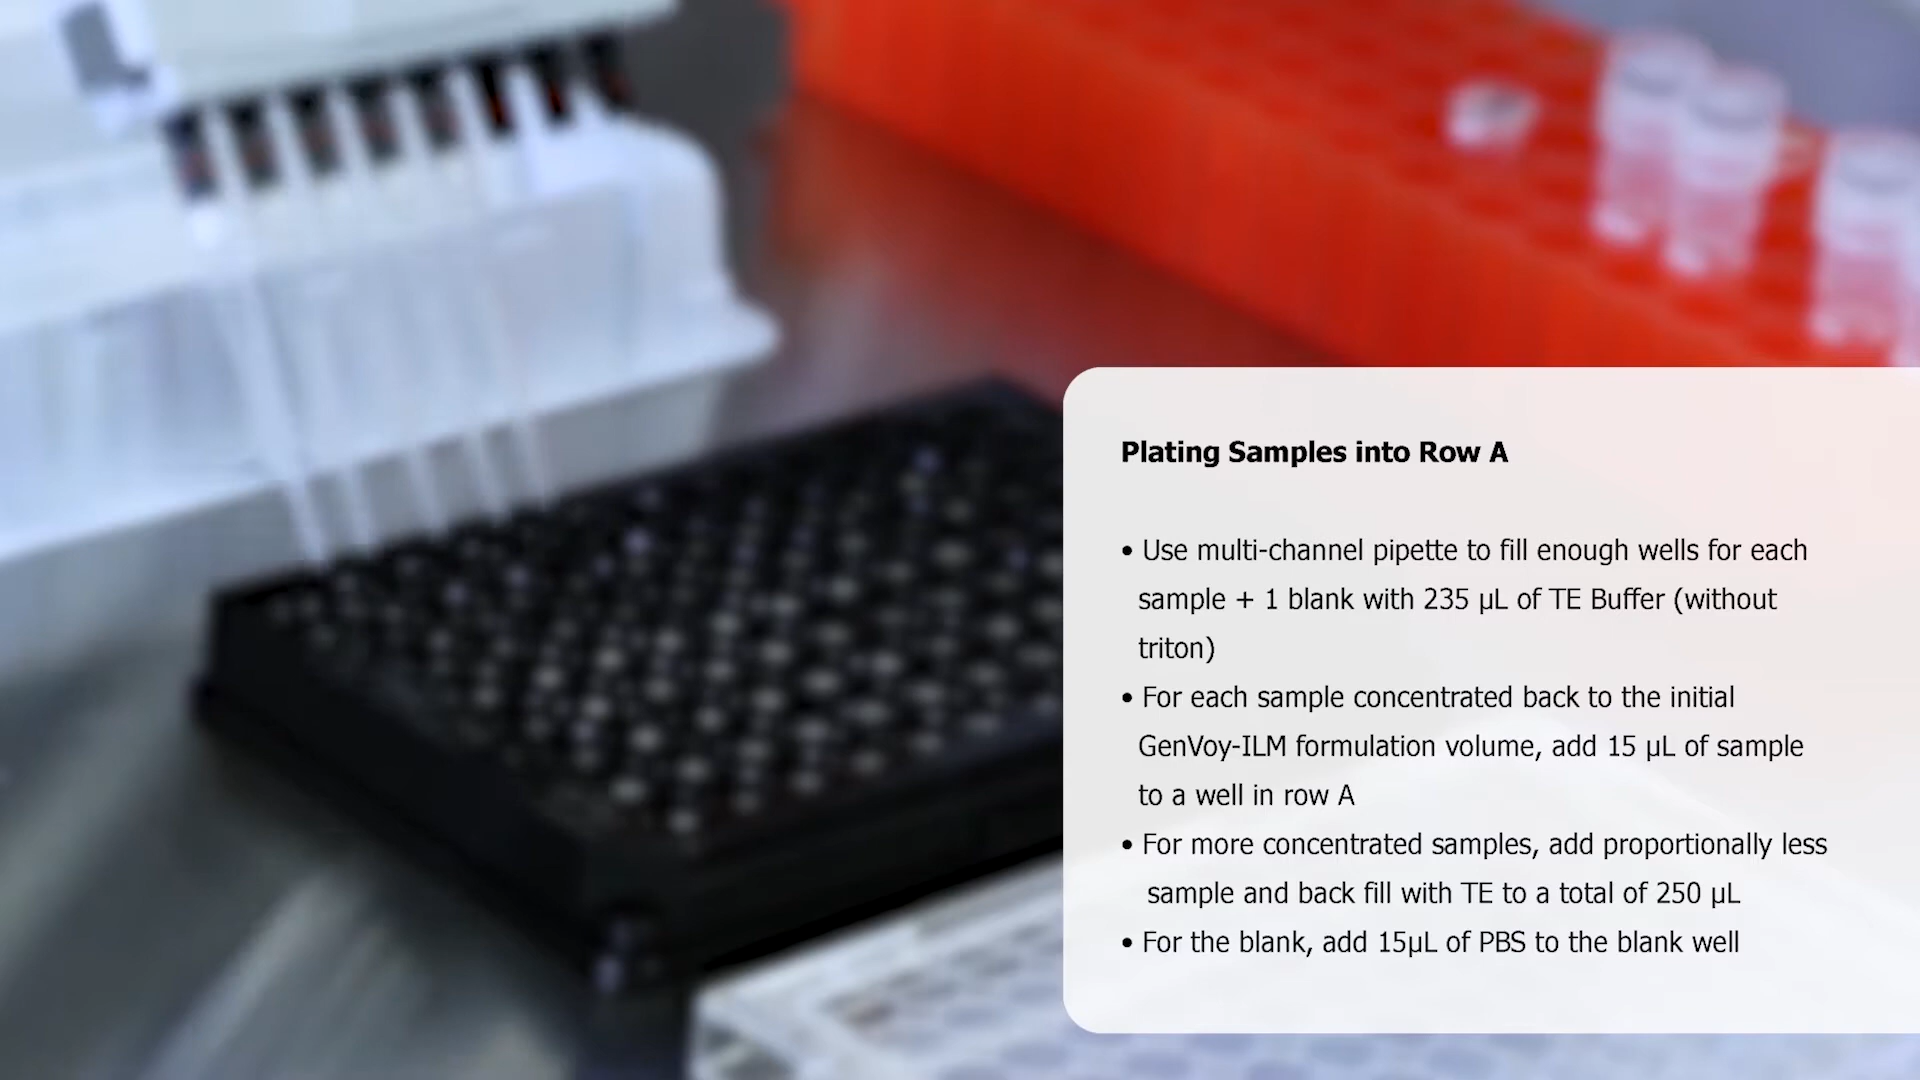 Plating Samples into Row A
• Use multi-channel pipette to fill enough wells for each
sample + 1 blank with 235 µL of TE Buffer (without
triton)
• For each sample concentrated back to the initial
GenVoy-ILM formulation volume, add 15 µL of sample
to a well in row A
• For more concentrated samples, add proportionally less
sample and back fill with TE to a total of 250 µL
• For the blank, add 15µL of PBS to the blank well